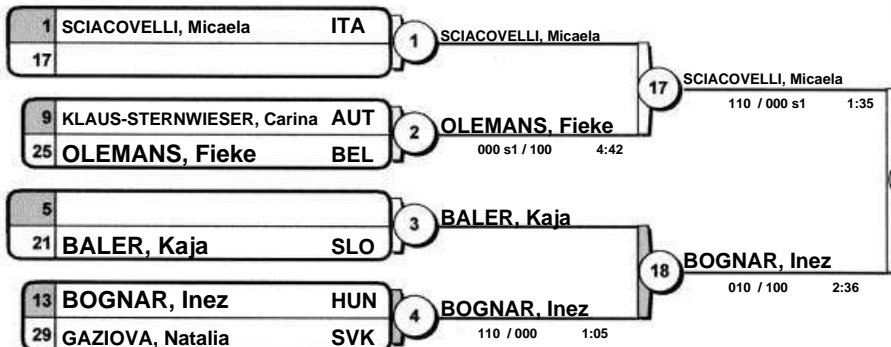 1 SCIACOVELLI, Micaela ITA
17
1 SCIACOVELLI, Micaela
17 SCIACOVELLI, Micaela
110 / 000 s1 1:35
9 KLAUS-STERNWIESER, Carina AUT
25 OLEMANS, Fieke BEL
2 OLEMANS, Fieke
000 s1 / 100 4:42
5
21 BALER, Kaja SLO
3 BALER, Kaja
18 BOGNAR, Inez
010 / 100 2:36
13 BOGNAR, Inez HUN
29 GAZIOVA, Natalia SVK
4 BOGNAR, Inez
110 / 000 1:05